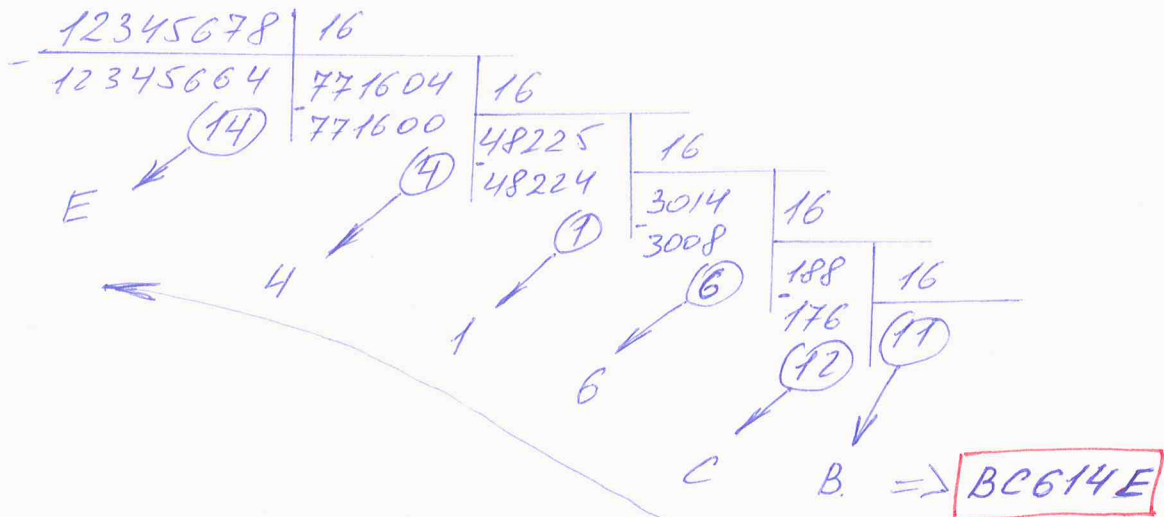 12345678 16
12345664 771604 16
14 771600 48225 16
E 4 48224 3014 16
4 1 3008 188 16
1 6 176 11
6 12
C B. => BC614E